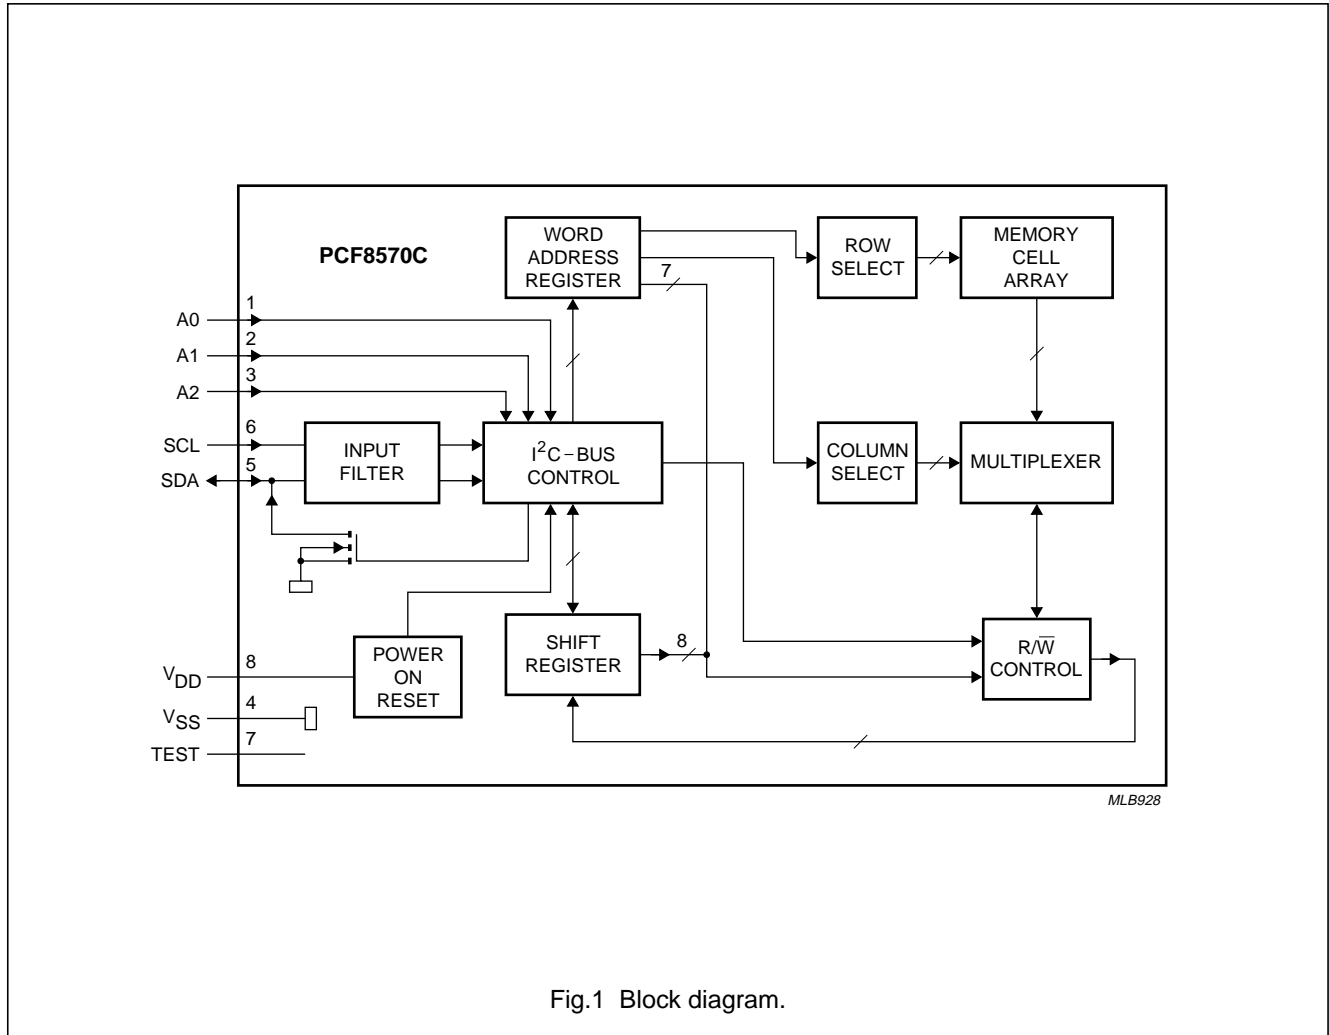 PCF8570C
WORD
ADDRESS
REGISTER
7
ROW
SELECT
MEMORY
CELL
ARRAY
A0
1
A1
2
A2
3
SCL
6
SDA
5
INPUT
FILTER
I²C–BUS
CONTROL
COLUMN
SELECT
MULTIPLEXER
POWER
ON
RESET
SHIFT
REGISTER
8
R/W̅
CONTROL
VDD
8
VSS
4
TEST
7
MLB928
Fig.1 Block diagram.